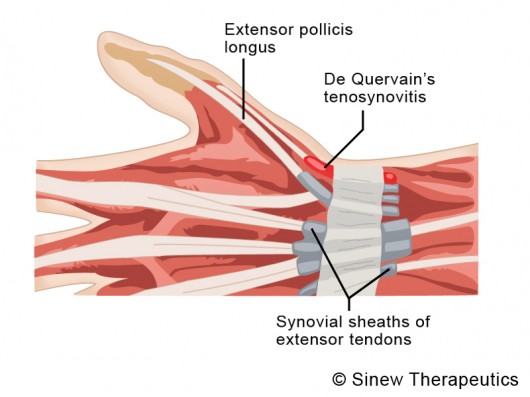 Extensor pollicis
longus
De Quervain's
tenosynovitis
Synovial sheaths of
extensor tendons
© Sinew Therapeutics